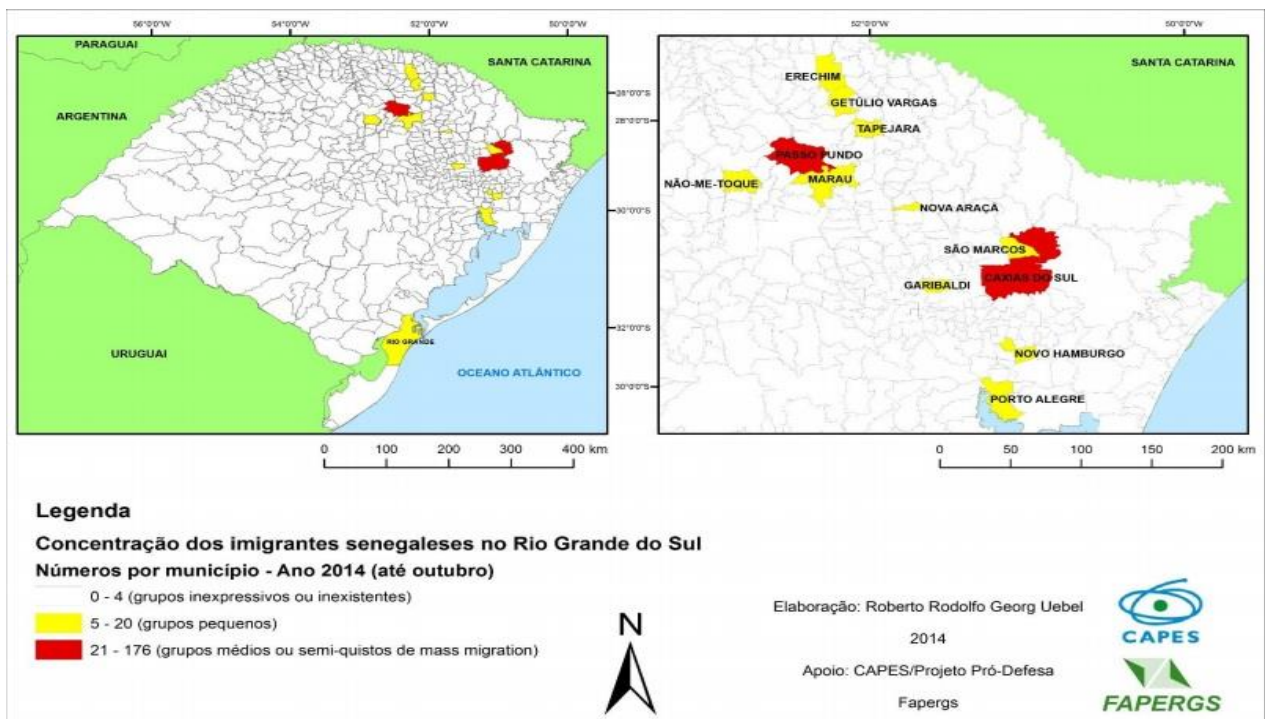 56°0'0"W 54°0'0"W 52°0'0"W 50°0'0"W
PARAGUAI
SANTA CATARINA
28°0'0"S
ARGENTINA
30°0'0"S
32°0'0"S
RIO GRANDE
URUGUAI
OCEANO ATLÂNTICO
0 100 200 300 400 km
52°0'0"W 50°0'0"W
SANTA CATARINA
ERECHIM
GETÚLIO VARGAS
28°0'0"S
TAPEJARA
PASSO FUNDO
MARAU
NÃO-ME-TOQUE
NOVA ARAÇÁ
SÃO MARCOS
CAXIAS DO SUL
GARIBALDI
NOVO HAMBURGO
30°0'0"S
PORTO ALEGRE
0 50 100 150 200 km
Legenda
Concentração dos imigrantes senegaleses no Rio Grande do Sul
Números por município - Ano 2014 (até outubro)
0 - 4 (grupos inexpressivos ou inexistentes)
5 - 20 (grupos pequenos)
21 - 176 (grupos médios ou semi-quistos de mass migration)
N
Elaboração: Roberto Rodolfo Georg Uebel
2014
Apoio: CAPES/Projeto Pró-Defesa
Fapergs
CAPES
FAPERGS